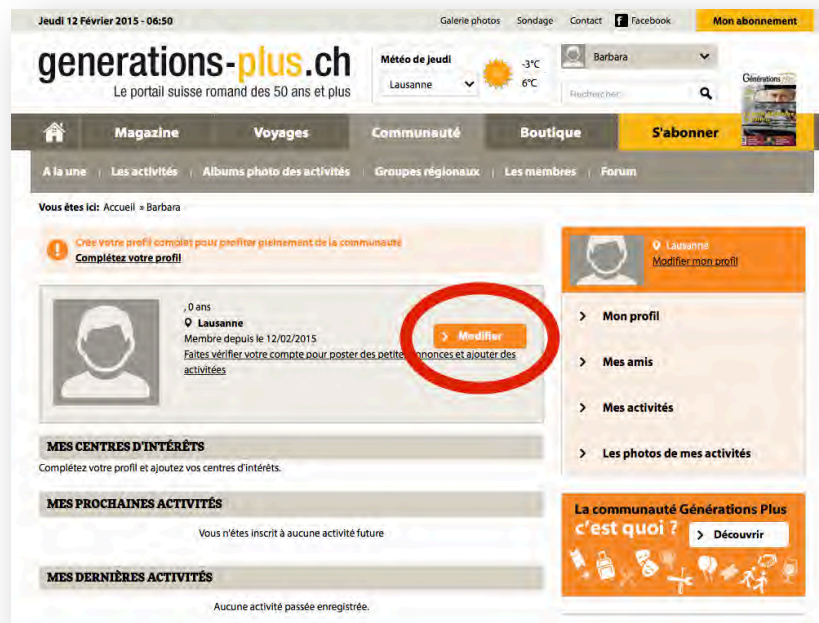 Jeudi 12 Février 2015 - 06:50
Galerie photos Sondage Contact Facebook Mon abonnement
generations-plus.ch
Le portail suisse romand des 50 ans et plus
Météo de jeudi
Lausanne
-3°C
6°C
Barbara
Rechercher
Générations
Magazine Voyages Communauté Boutique S'abonner
A la une Les activités Albums photo des activités Groupes régionaux Les membres Forum
Vous êtes ici: Accueil » Barbara
Crée votre profil complet pour profiter pleinement de la communauté
Complétez votre profil
, 0 ans
Lausanne
Membre depuis le 12/02/2015
Faites vérifier votre compte pour poster des petites annonces et ajouter des
activitées
Modifier
MES CENTRES D'INTÉRÊTS
Complétez votre profil et ajoutez vos centres d'intérêts.
MES PROCHAINES ACTIVITÉS
Vous n'êtes inscrit à aucune activité future
MES DERNIÈRES ACTIVITÉS
Aucune activité passée enregistrée.
Lausanne
Modifier mon profil
Mon profil
Mes amis
Mes activités
Les photos de mes activités
La communauté Générations Plus
c'est quoi ?
Découvrir